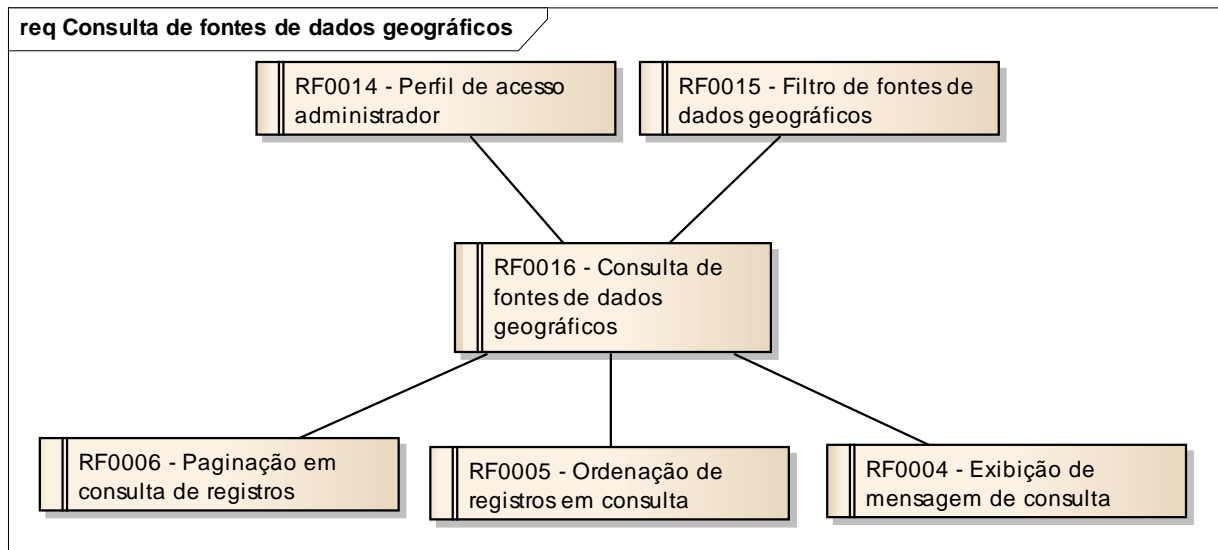 req Consulta de fontes de dados geográficos
RF0014 - Perfil de acesso
administrador
RF0015 - Filtro de fontes de
dados geográficos
RF0016 - Consulta de
fontes de dados
geográficos
RF0006 - Paginação em
consulta de registros
RF0005 - Ordenação de
registros em consulta
RF0004 - Exibição de
mensagem de consulta